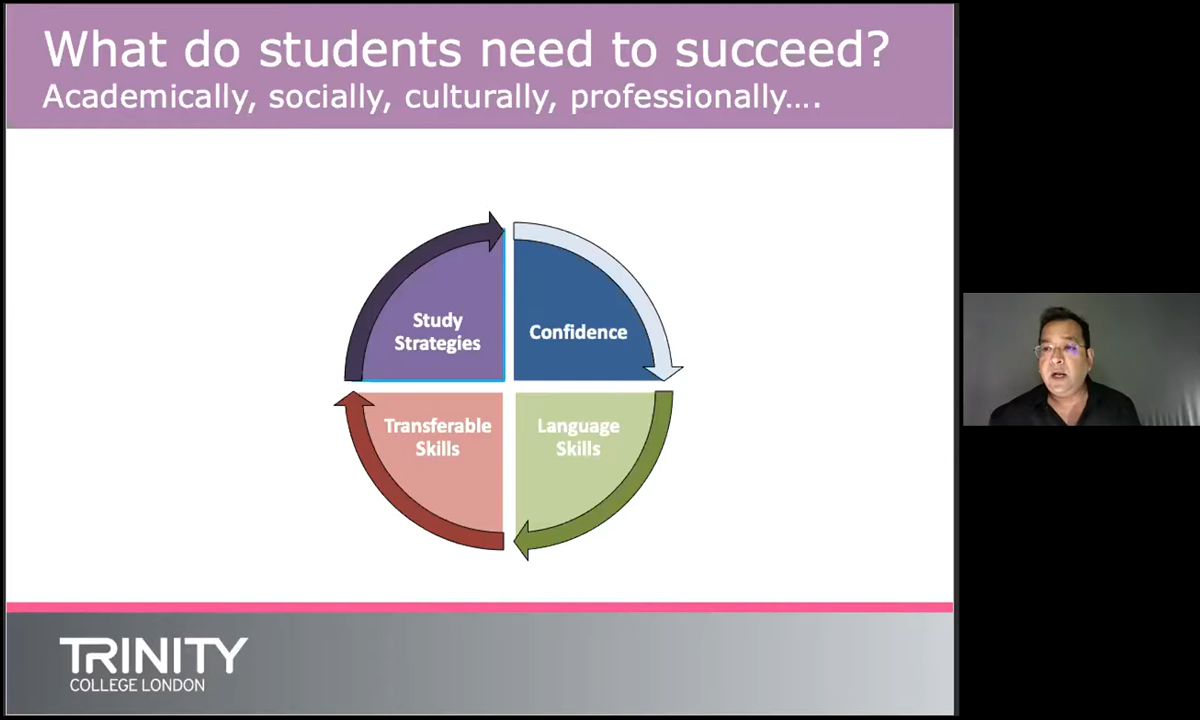 What do students need to succeed?
Academically, socially, culturally, professionally....
Study
Strategies
Confidence
Transferable
Skills
Language
Skills
TRINITY
COLLEGE LONDON